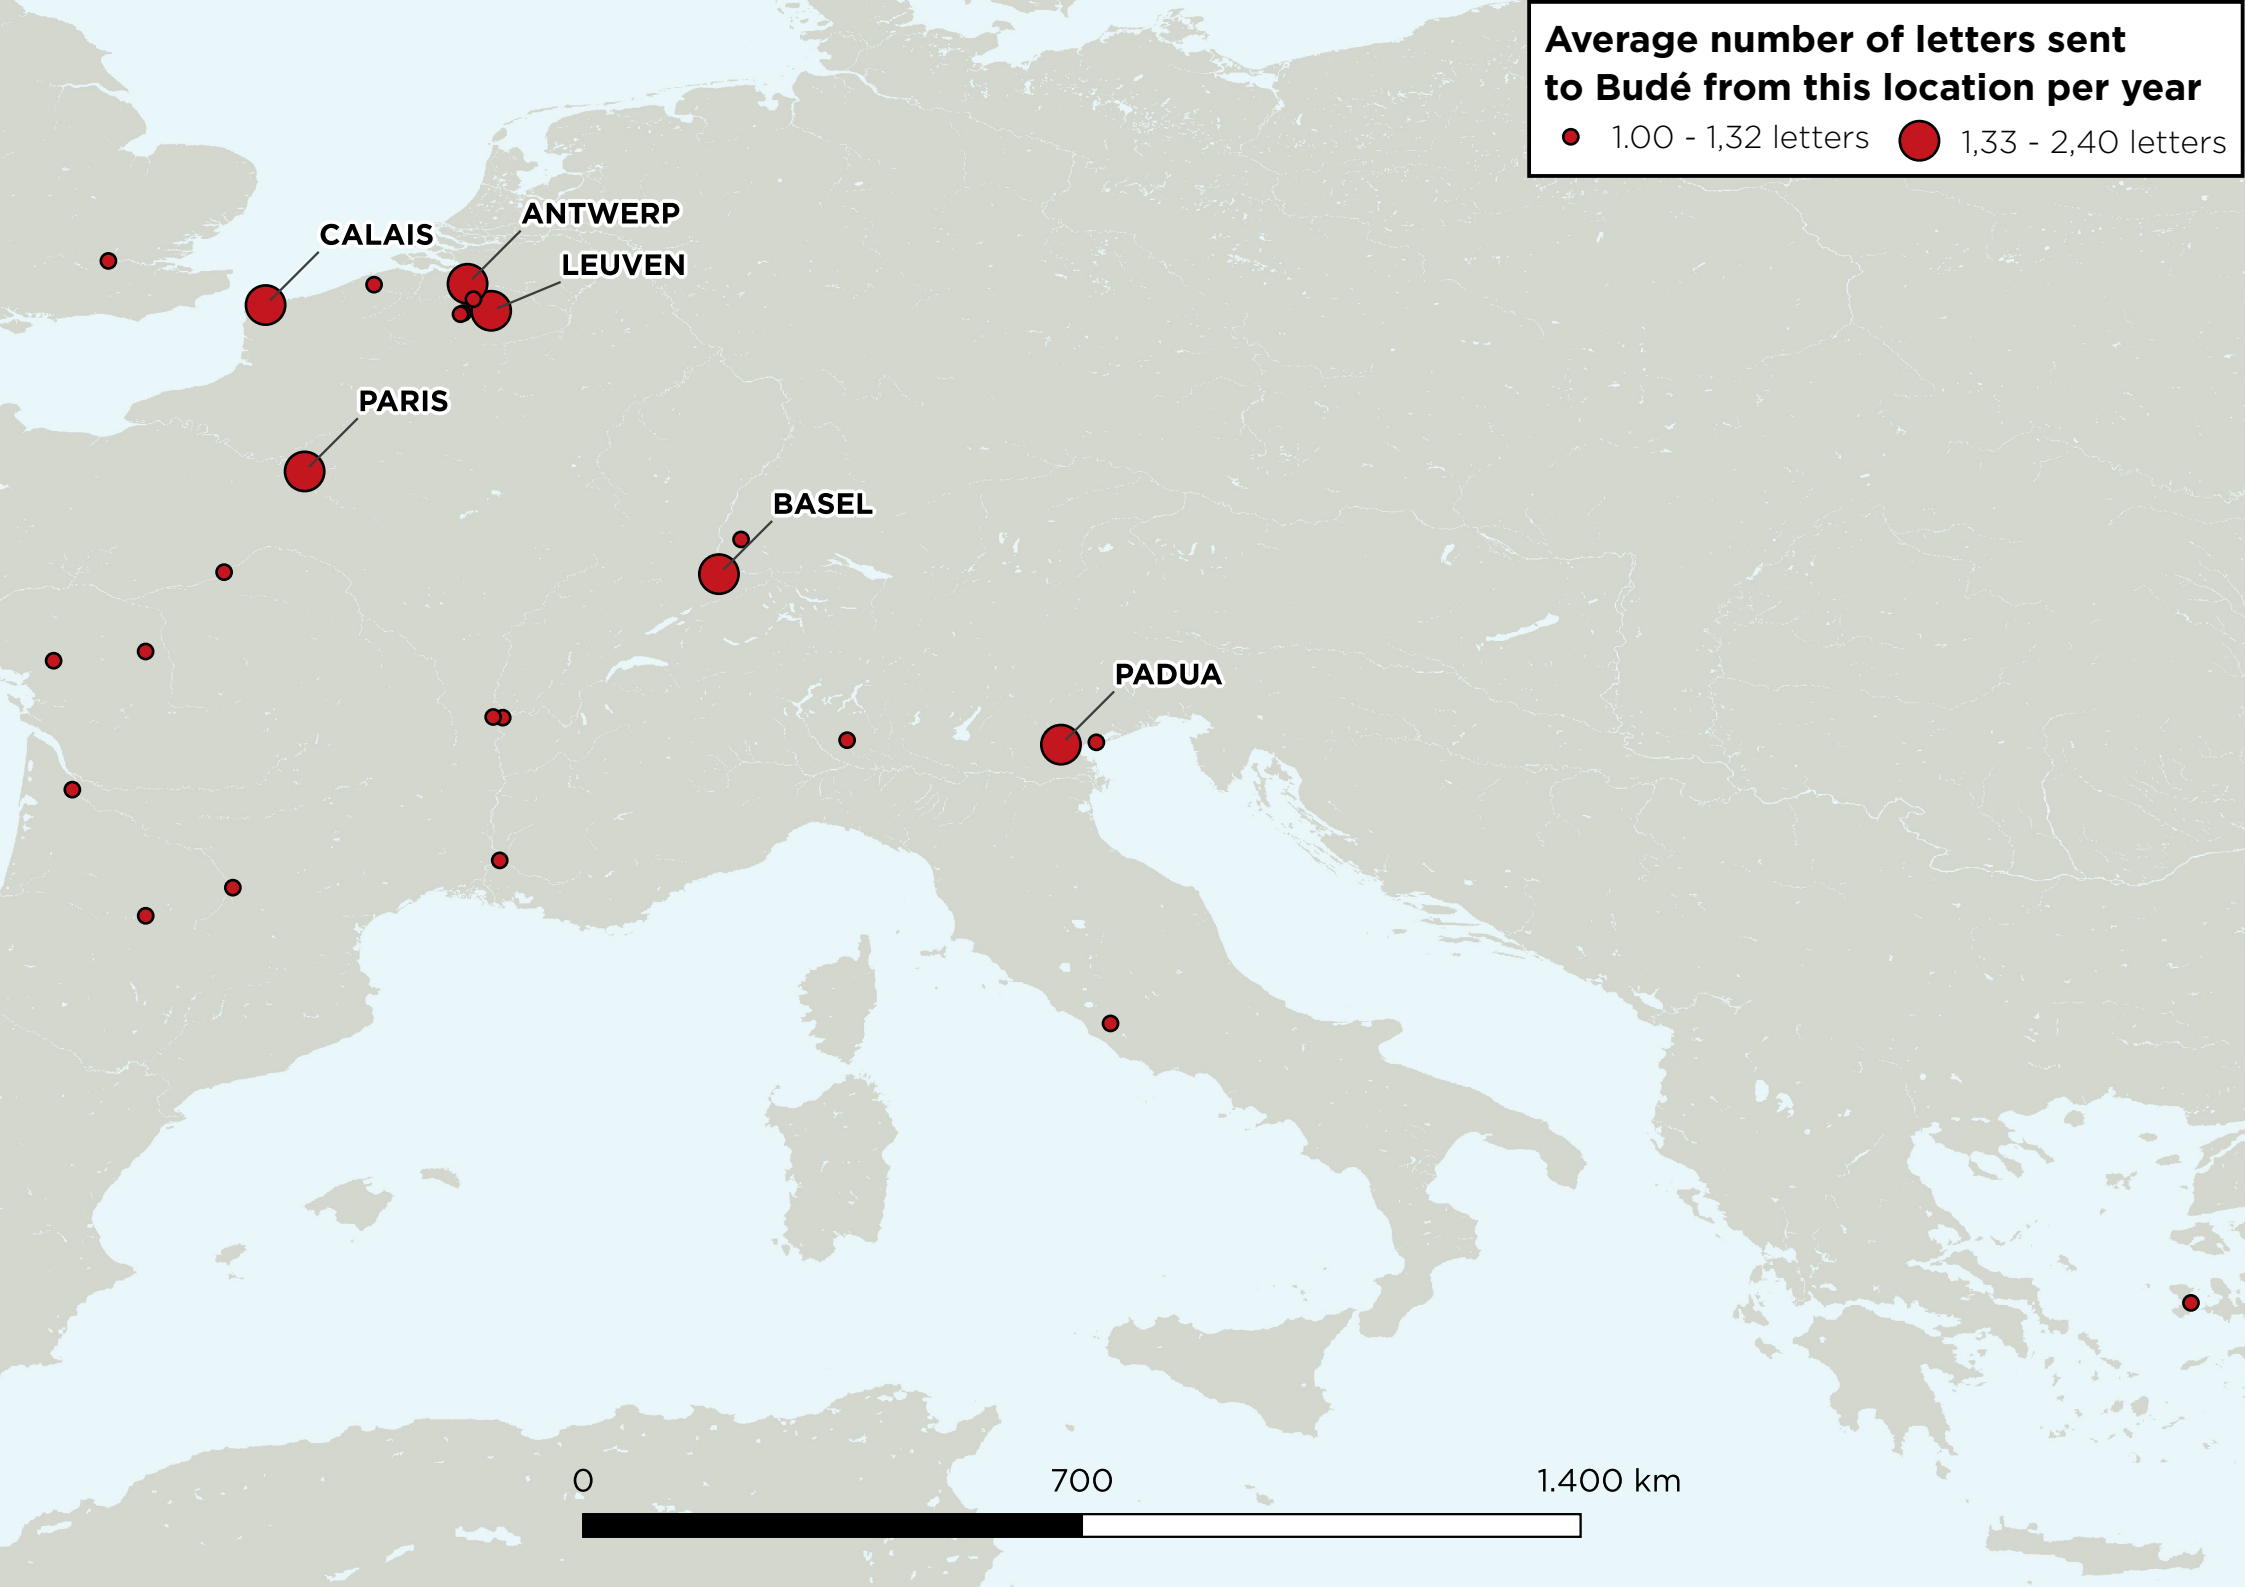 Average number of letters sent
to Budé from this location per year
1.00 - 1,32 letters 1,33 - 2,40 letters
ANTWERP
CALAIS
LEUVEN
PARIS
BASEL
PADUA
0 700 1.400 km